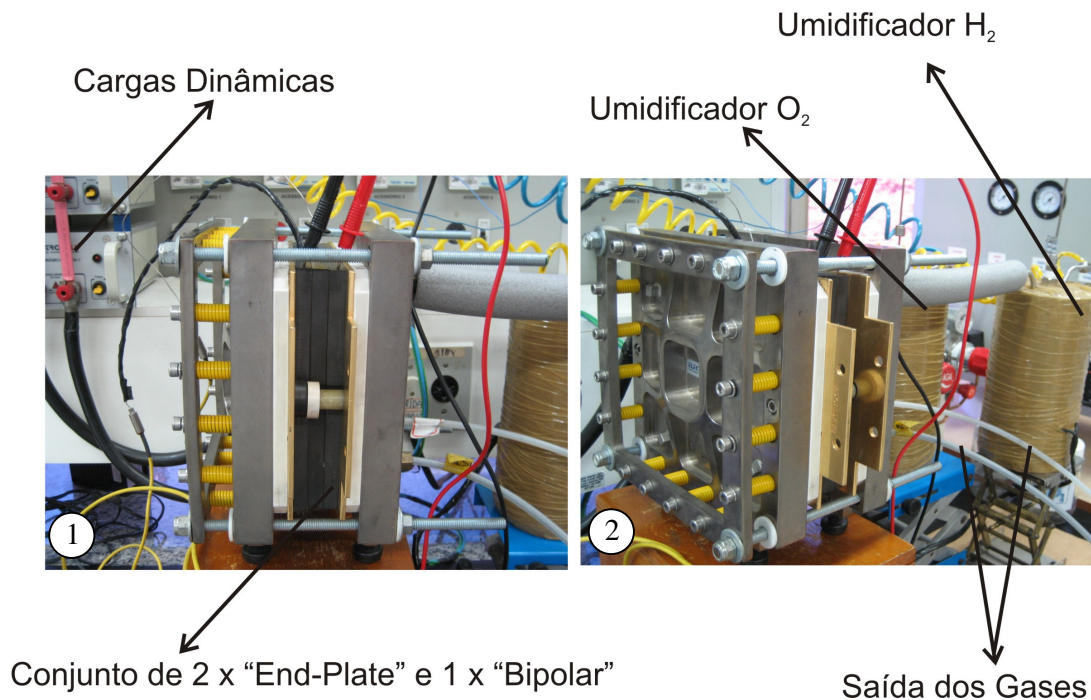 Umidificador H₂
Cargas Dinâmicas
Umidificador O₂
1
2
Conjunto de 2 x “End-Plate” e 1 x “Bipolar”
Saída dos Gases